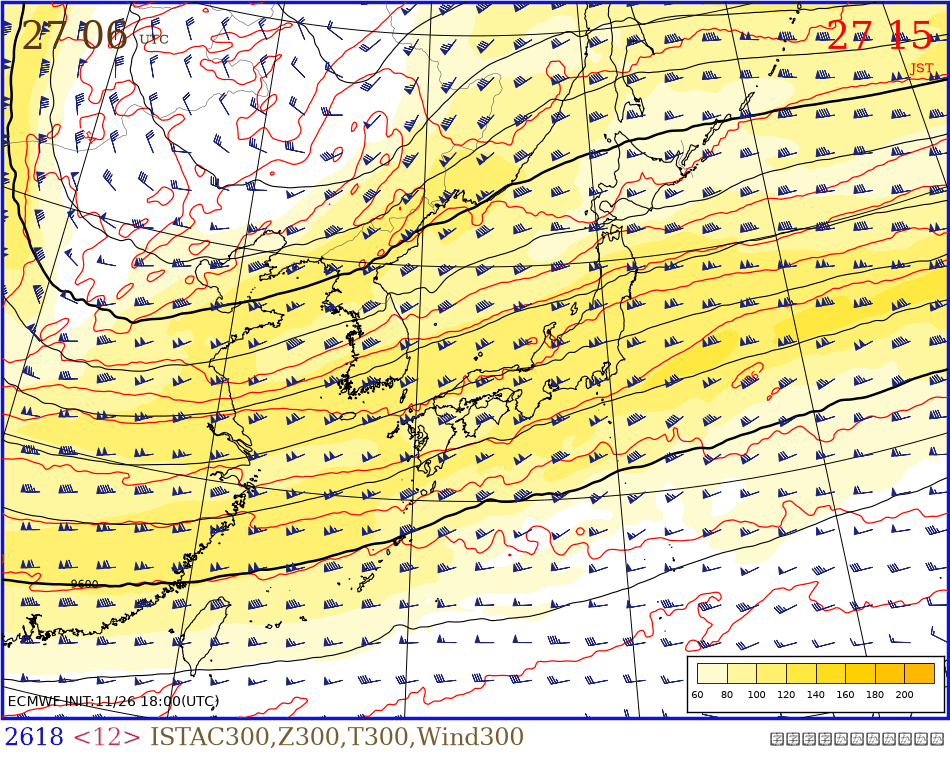 27 06 UTC
27 15
JST
9600
ECMWF INIT:11/26 18:00(UTC)
60 80 100 120 140 160 180 200
2618 <12> ISTAC300,Z300,T300,Wind300